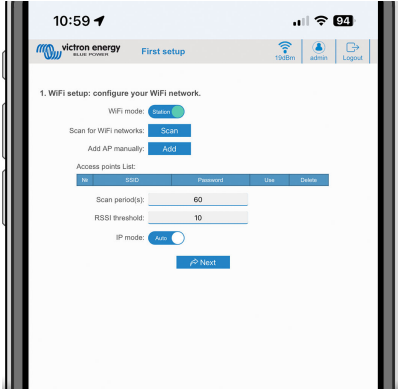 10:59
94
victron energy
BLUE POWER
First setup
19dBm
admin
Logout
1. WiFi setup: configure your WiFi network.
WiFi mode: Station
Scan for WiFi networks: Scan
Add AP manually: Add
Access points List:
№ SSID Password Use Delete
Scan period(s): 60
RSSI threshold: 10
IP mode: Auto
Next